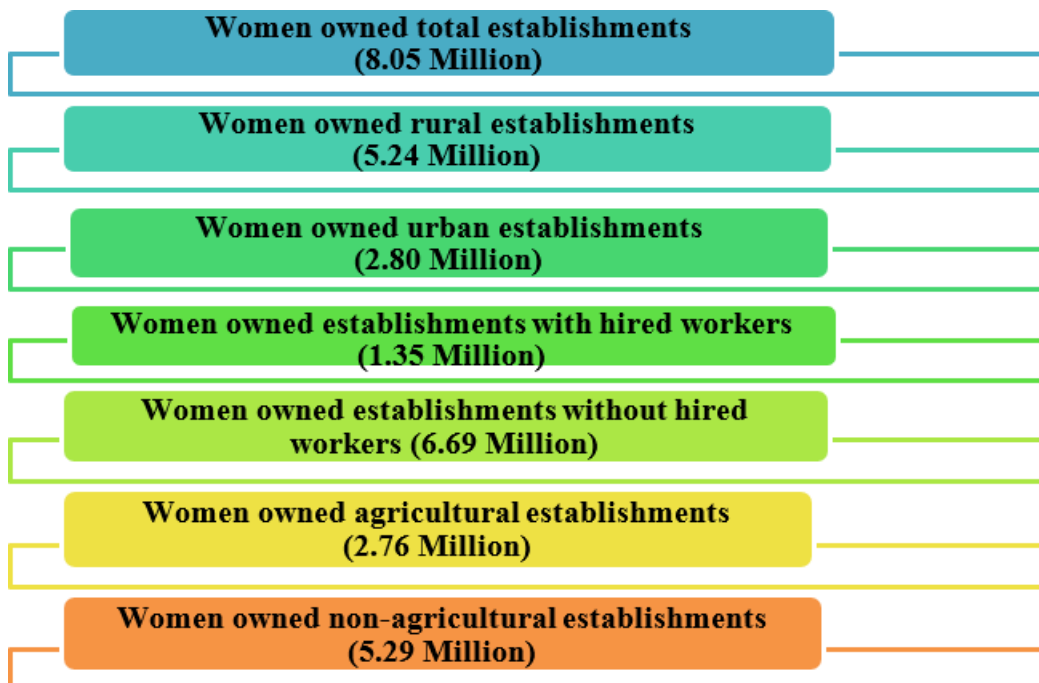 Women owned total establishments
(8.05 Million)
Women owned rural establishments
(5.24 Million)
Women owned urban establishments
(2.80 Million)
Women owned establishments with hired workers
(1.35 Million)
Women owned establishments without hired
workers (6.69 Million)
Women owned agricultural establishments
(2.76 Million)
Women owned non-agricultural establishments
(5.29 Million)